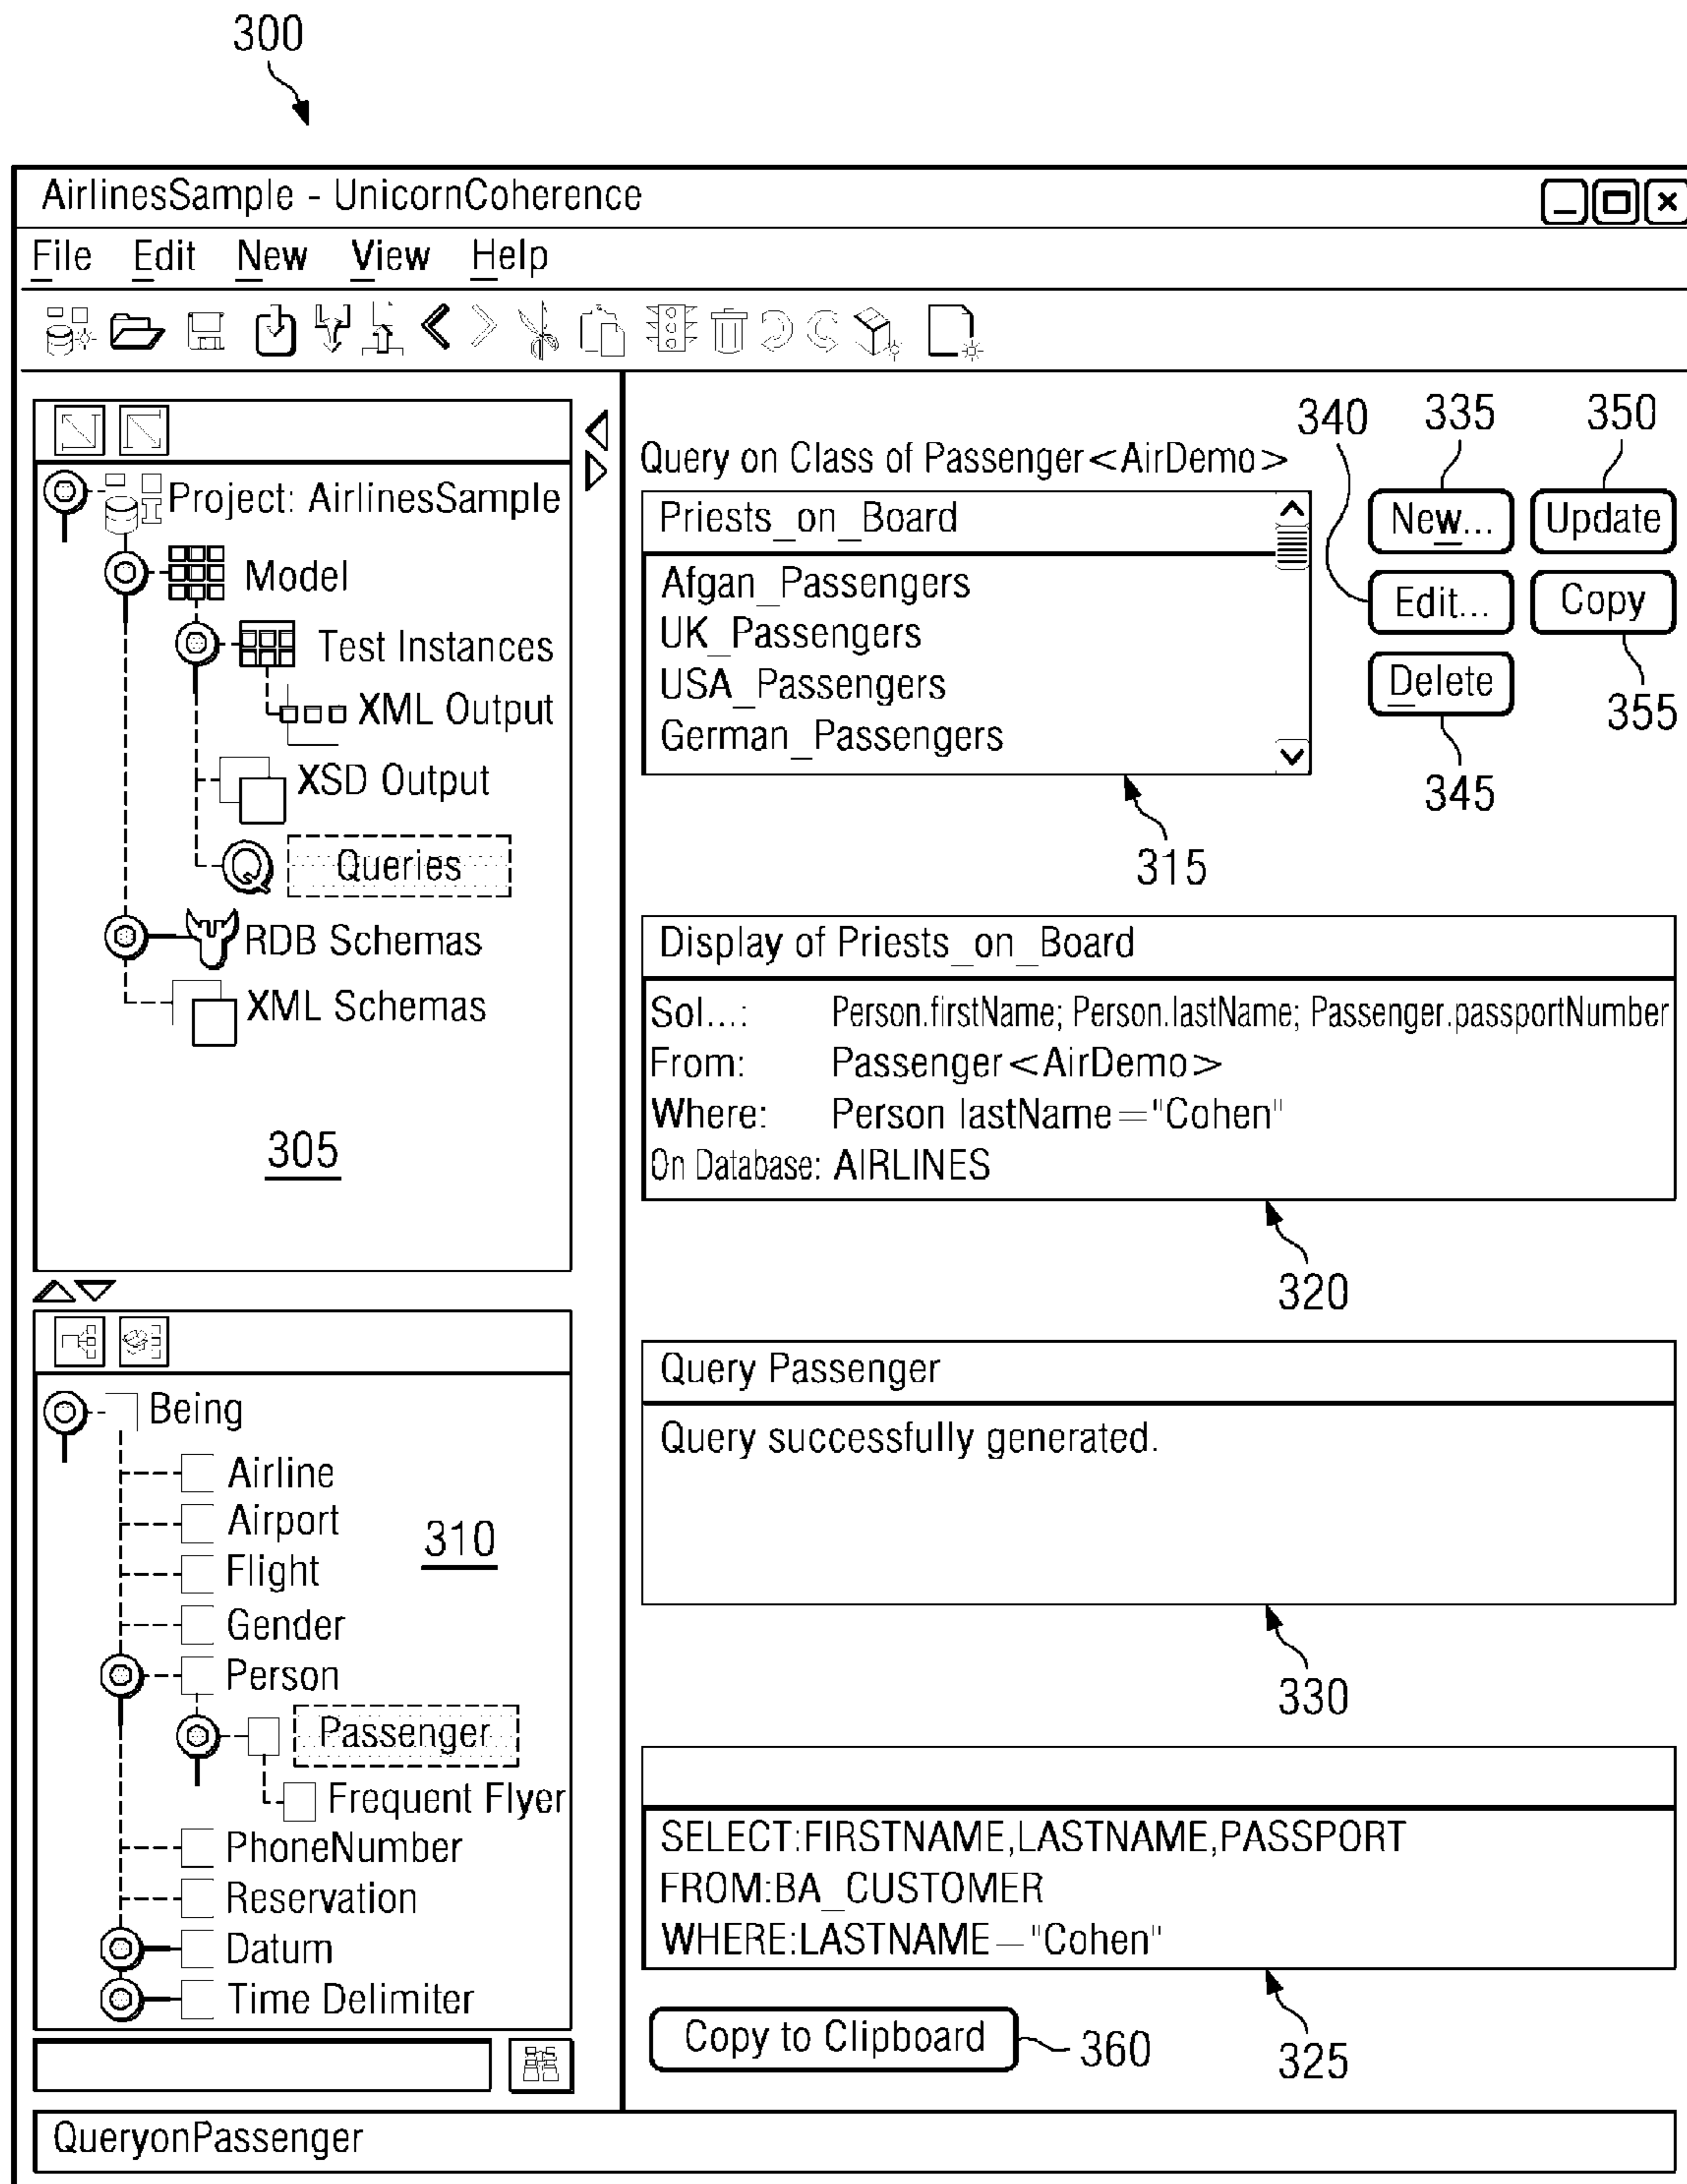 300
AirlinesSample - UnicornCoherence
File Edit New View Help
Project: AirlinesSample
Model
Test Instances
XML Output
XSD Output
Queries
RDB Schemas
XML Schemas
305
Being
Airline
Airport
310
Flight
Gender
Person
Passenger
Frequent Flyer
PhoneNumber
Reservation
Datum
Time Delimiter
340 335 350
Query on Class of Passenger<AirDemo>
Priests_on_Board
Afgan_Passengers
UK_Passengers
USA_Passengers
German_Passengers
New... Update
Edit... Copy
Delete
355
345
315
Display of Priests_on_Board
Sol...: Person.firstName; Person.lastName; Passenger.passportNumber
From: Passenger<AirDemo>
Where: Person lastName="Cohen"
On Database: AIRLINES
320
Query Passenger
Query successfully generated.
330
SELECT:FIRSTNAME,LASTNAME,PASSPORT
FROM:BA_CUSTOMER
WHERE:LASTNAME—"Cohen"
Copy to Clipboard 360 325
QueryonPassenger